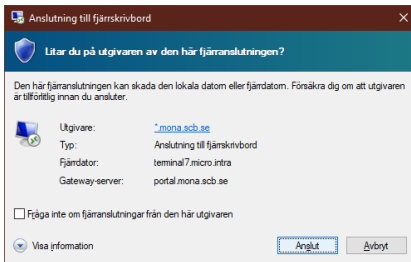 Anslutning till fjärrskrivbord
Litar du på utgivaren av den här fjärranslutningen?
Den här fjärranslutningen kan skada den lokala datorn eller fjärrdatorn. Försäkra dig om att utgivaren
är tillförlitlig innan du ansluter.
Utgivare: *.mona.scb.se
Typ: Anslutning till fjärrskrivbord
Fjärrdator: terminal7.micro.intra
Gateway-server: portal.mona.scb.se
Fråga inte om fjärranslutningar från den här utgivaren
Visa information Anslut Avbryt